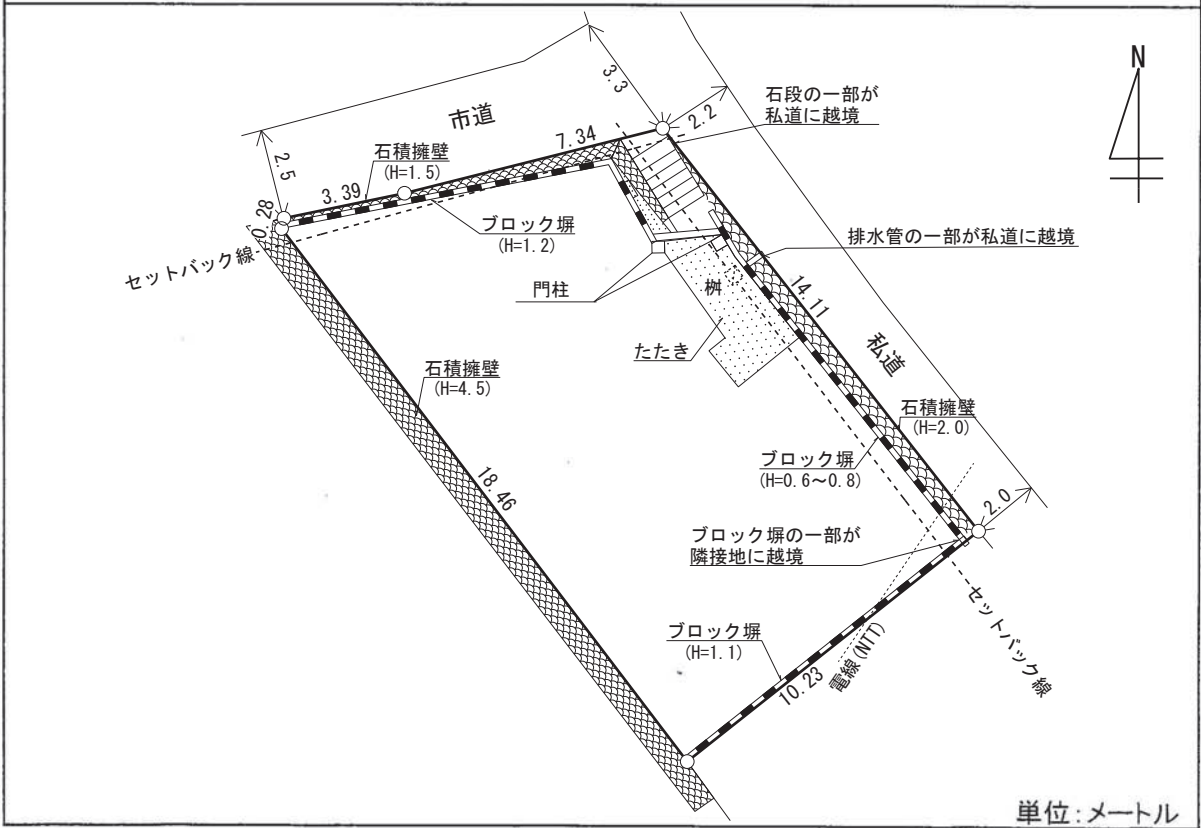 N
石段の一部が
私道に越境
3.3
2.2
市道
7.34
石積擁壁
(H=1.5)
2.5
3.39
0.28
ブロック塀
(H=1.2)
排水管の一部が私道に越境
セットバック線
門柱
桝
14.11
たたき
私道
石積擁壁
(H=4.5)
石積擁壁
(H=2.0)
ブロック塀
(H=0.6~0.8)
18.46
2.0
ブロック塀の一部が
隣接地に越境
セットバック線
ブロック塀
(H=1.1)
電線(NTT)
10.23
単位:メートル